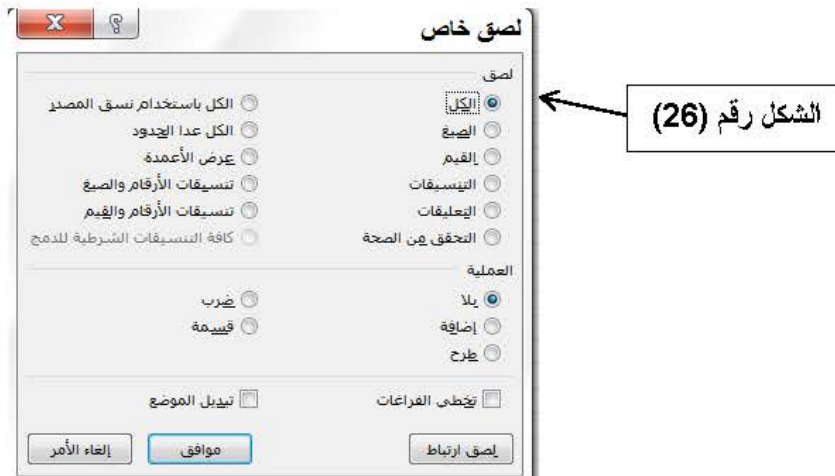 لصق خاص
لصق
الكل
الكل باستخدام نسق المصدر
الصيغ
الكل عدا الحدود
القيم
عرض الأعمدة
التنسيقات
تنسيقات الأرقام والصيغ
التعليقات
تنسيقات الأرقام والقيم
التحقق من الصحة
كافة التنسيقات الشرطية للدمج
العملية
بلا
ضرب
إضافة
قسمة
طرح
تخطي الفراغات
تبديل الموضع
لصق ارتباط
موافق
إلغاء الأمر
الشكل رقم (26)